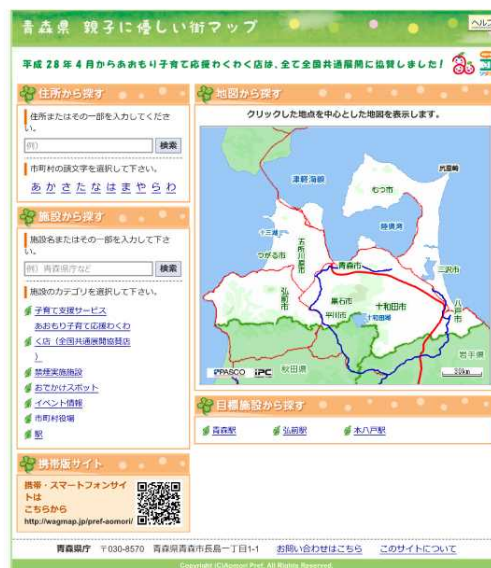 青森県 親子に優しい街マップ
ヘルプ
平成28年4月からあおもり子育て応援わくわく店は、全て全国共通展開に協賛しました!
住所から探す
住所またはその一部を入力してくださ
い。
例)
検索
市町村の頭文字を選択して下さい。
あ か さ た な は ま や ら わ
施設から探す
施設名またはその一部を入力して下さ
い。
例) 青森県庁など
検索
施設のカテゴリを選択して下さい。
子育て支援サービス
あおもり子育て応援わくわ
く店(全国共通展開協賛店
)
禁煙実施施設
おでかけスポット
イベント情報
市町村役場
駅
携帯版サイト
携帯・スマートフォンサイ
トは
こちらから
http://wagmap.jp/pref-aomori/
地図から探す
クリックした地点を中心とした地図を表示します。
尻屋崎
津軽海峡
むつ市
陸奥湾
十三湖
つがる市
五所川原市
青森市
三沢市
弘前市
黒石市
平川市
十和田市
十和田湖
八戸市
岩手県
秋田県
PASCO iPC
30km
目標施設から探す
青森駅
弘前駅
本八戸駅
青森県庁 〒030-8570 青森県青森市長島一丁目1-1 お問い合わせはこちら このサイトについて
Copyright (C)Aomori Pref. All Rights Reserved.